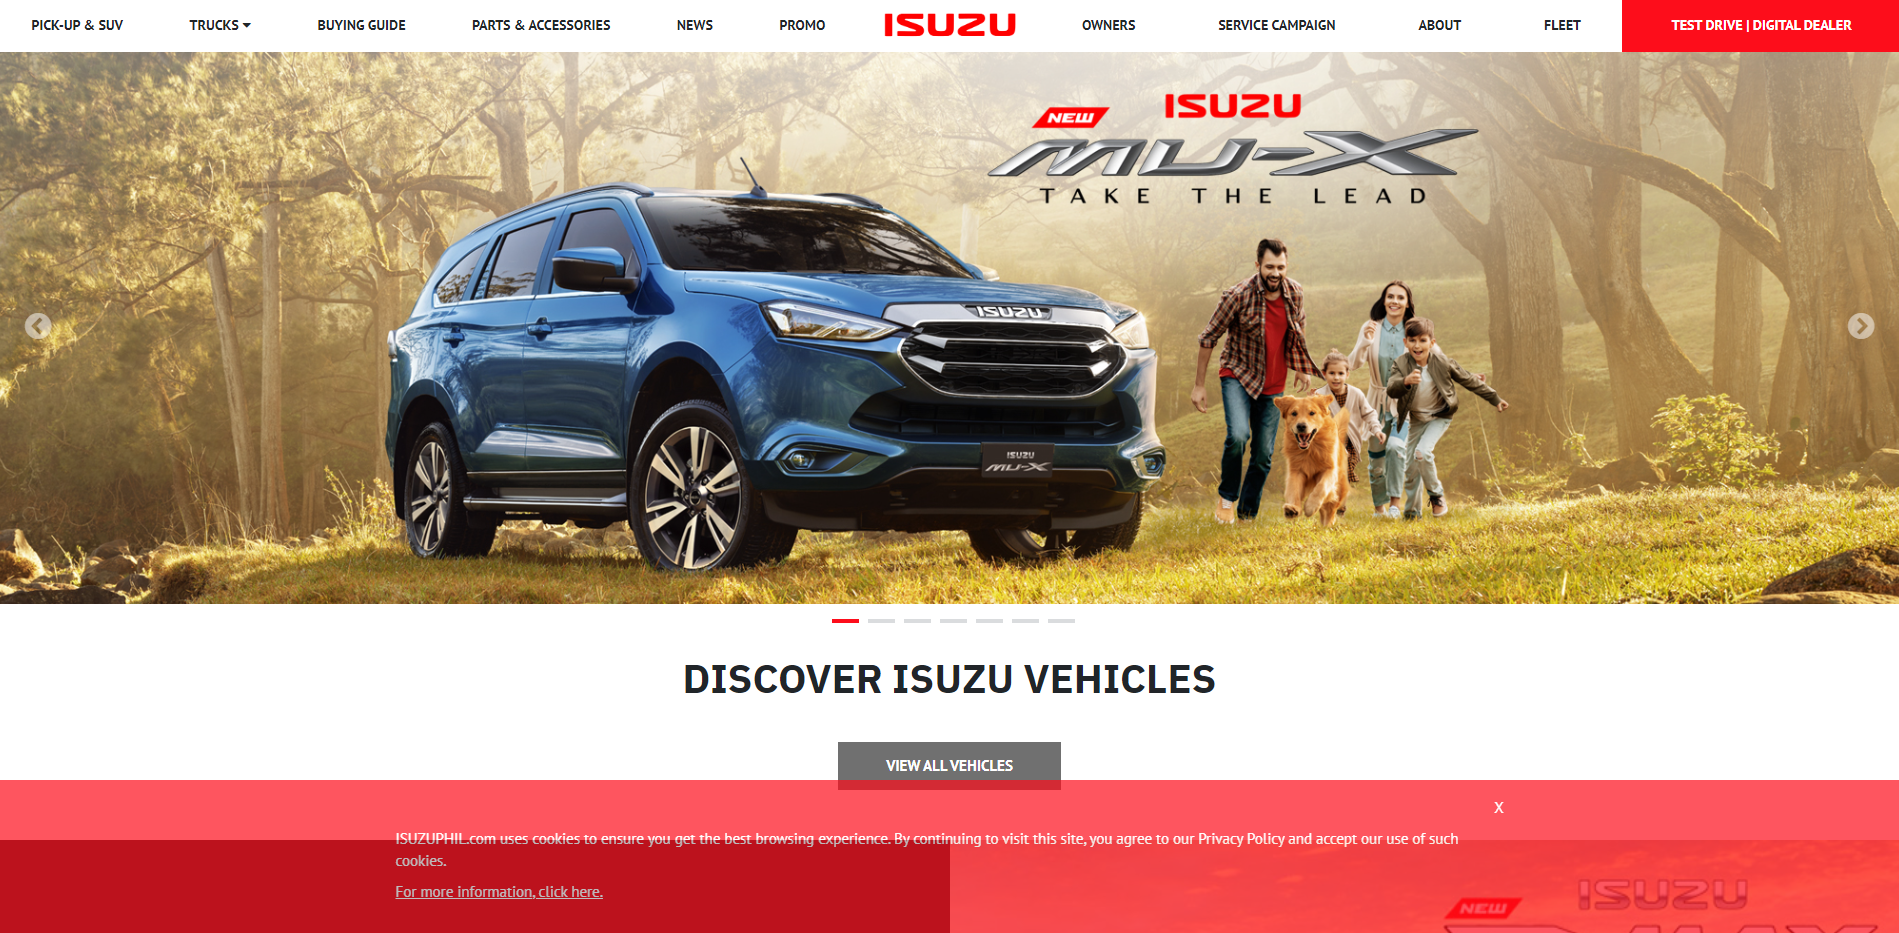 PICK-UP & SUV TRUCKS BUYING GUIDE PARTS & ACCESSORIES NEWS PROMO ISUZU OWNERS SERVICE CAMPAIGN ABOUT FLEET TEST DRIVE | DIGITAL DEALER
ISUZU
NEW
MU-X
TAKE THE LEAD
ISUZU
ISUZU
MU-X
DISCOVER ISUZU VEHICLES
VIEW ALL VEHICLES
X
ISUZUPHIL.com uses cookies to ensure you get the best browsing experience. By continuing to visit this site, you agree to our Privacy Policy and accept our use of such
cookies.
For more information, click here.
ISUZU
NEW